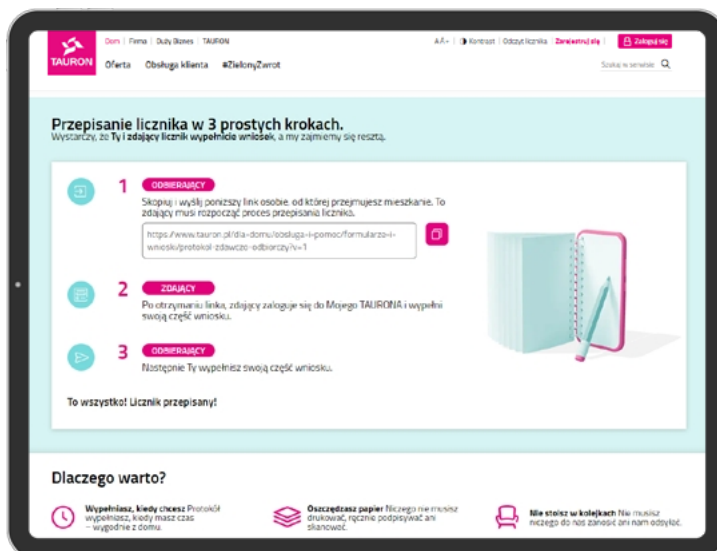 TAURON
Dom | Firma | Duży Biznes | TAURON
AA+ | Kontrast | Odczyt licznika Zarejestruj się | Zaloguj się
Oferta Obsługa klienta #ZielonyZwrot
Szukaj w serwisie
Przepisanie licznika w 3 prostych krokach.
Wystarczy, że Ty i zdający licznik wypełnicie wniosek, a my zajmiemy się resztą.
1 ODBIERAJĄCY
Skopiuj i wyślij poniższy link osobie, od której przejmujesz mieszkanie. To
zdający musi rozpocząć proces przepisania licznika.
https://www.tauron.pl/dla-domu/obsluga-i-pomoc/formularze-i-
wnioski/protokol-zdawczo-odbiorczy?v=1
2 ZDAJĄCY
Po otrzymaniu linka, zdający zaloguje się do Mojego TAURONA i wypełni
swoją część wniosku.
3 ODBIERAJĄCY
Następnie Ty wypełnisz swoją część wniosku.
To wszystko! Licznik przepisany!
Dlaczego warto?
Wypełniasz, kiedy chcesz Protokół
wypełniasz, kiedy masz czas
– wygodnie z domu.
Oszczędzasz papier Niczego nie musisz
drukować, ręcznie podpisywać ani
skanować.
Nie stoisz w kolejkach Nie musisz
niczego do nas zanosić ani nam odsyłać.